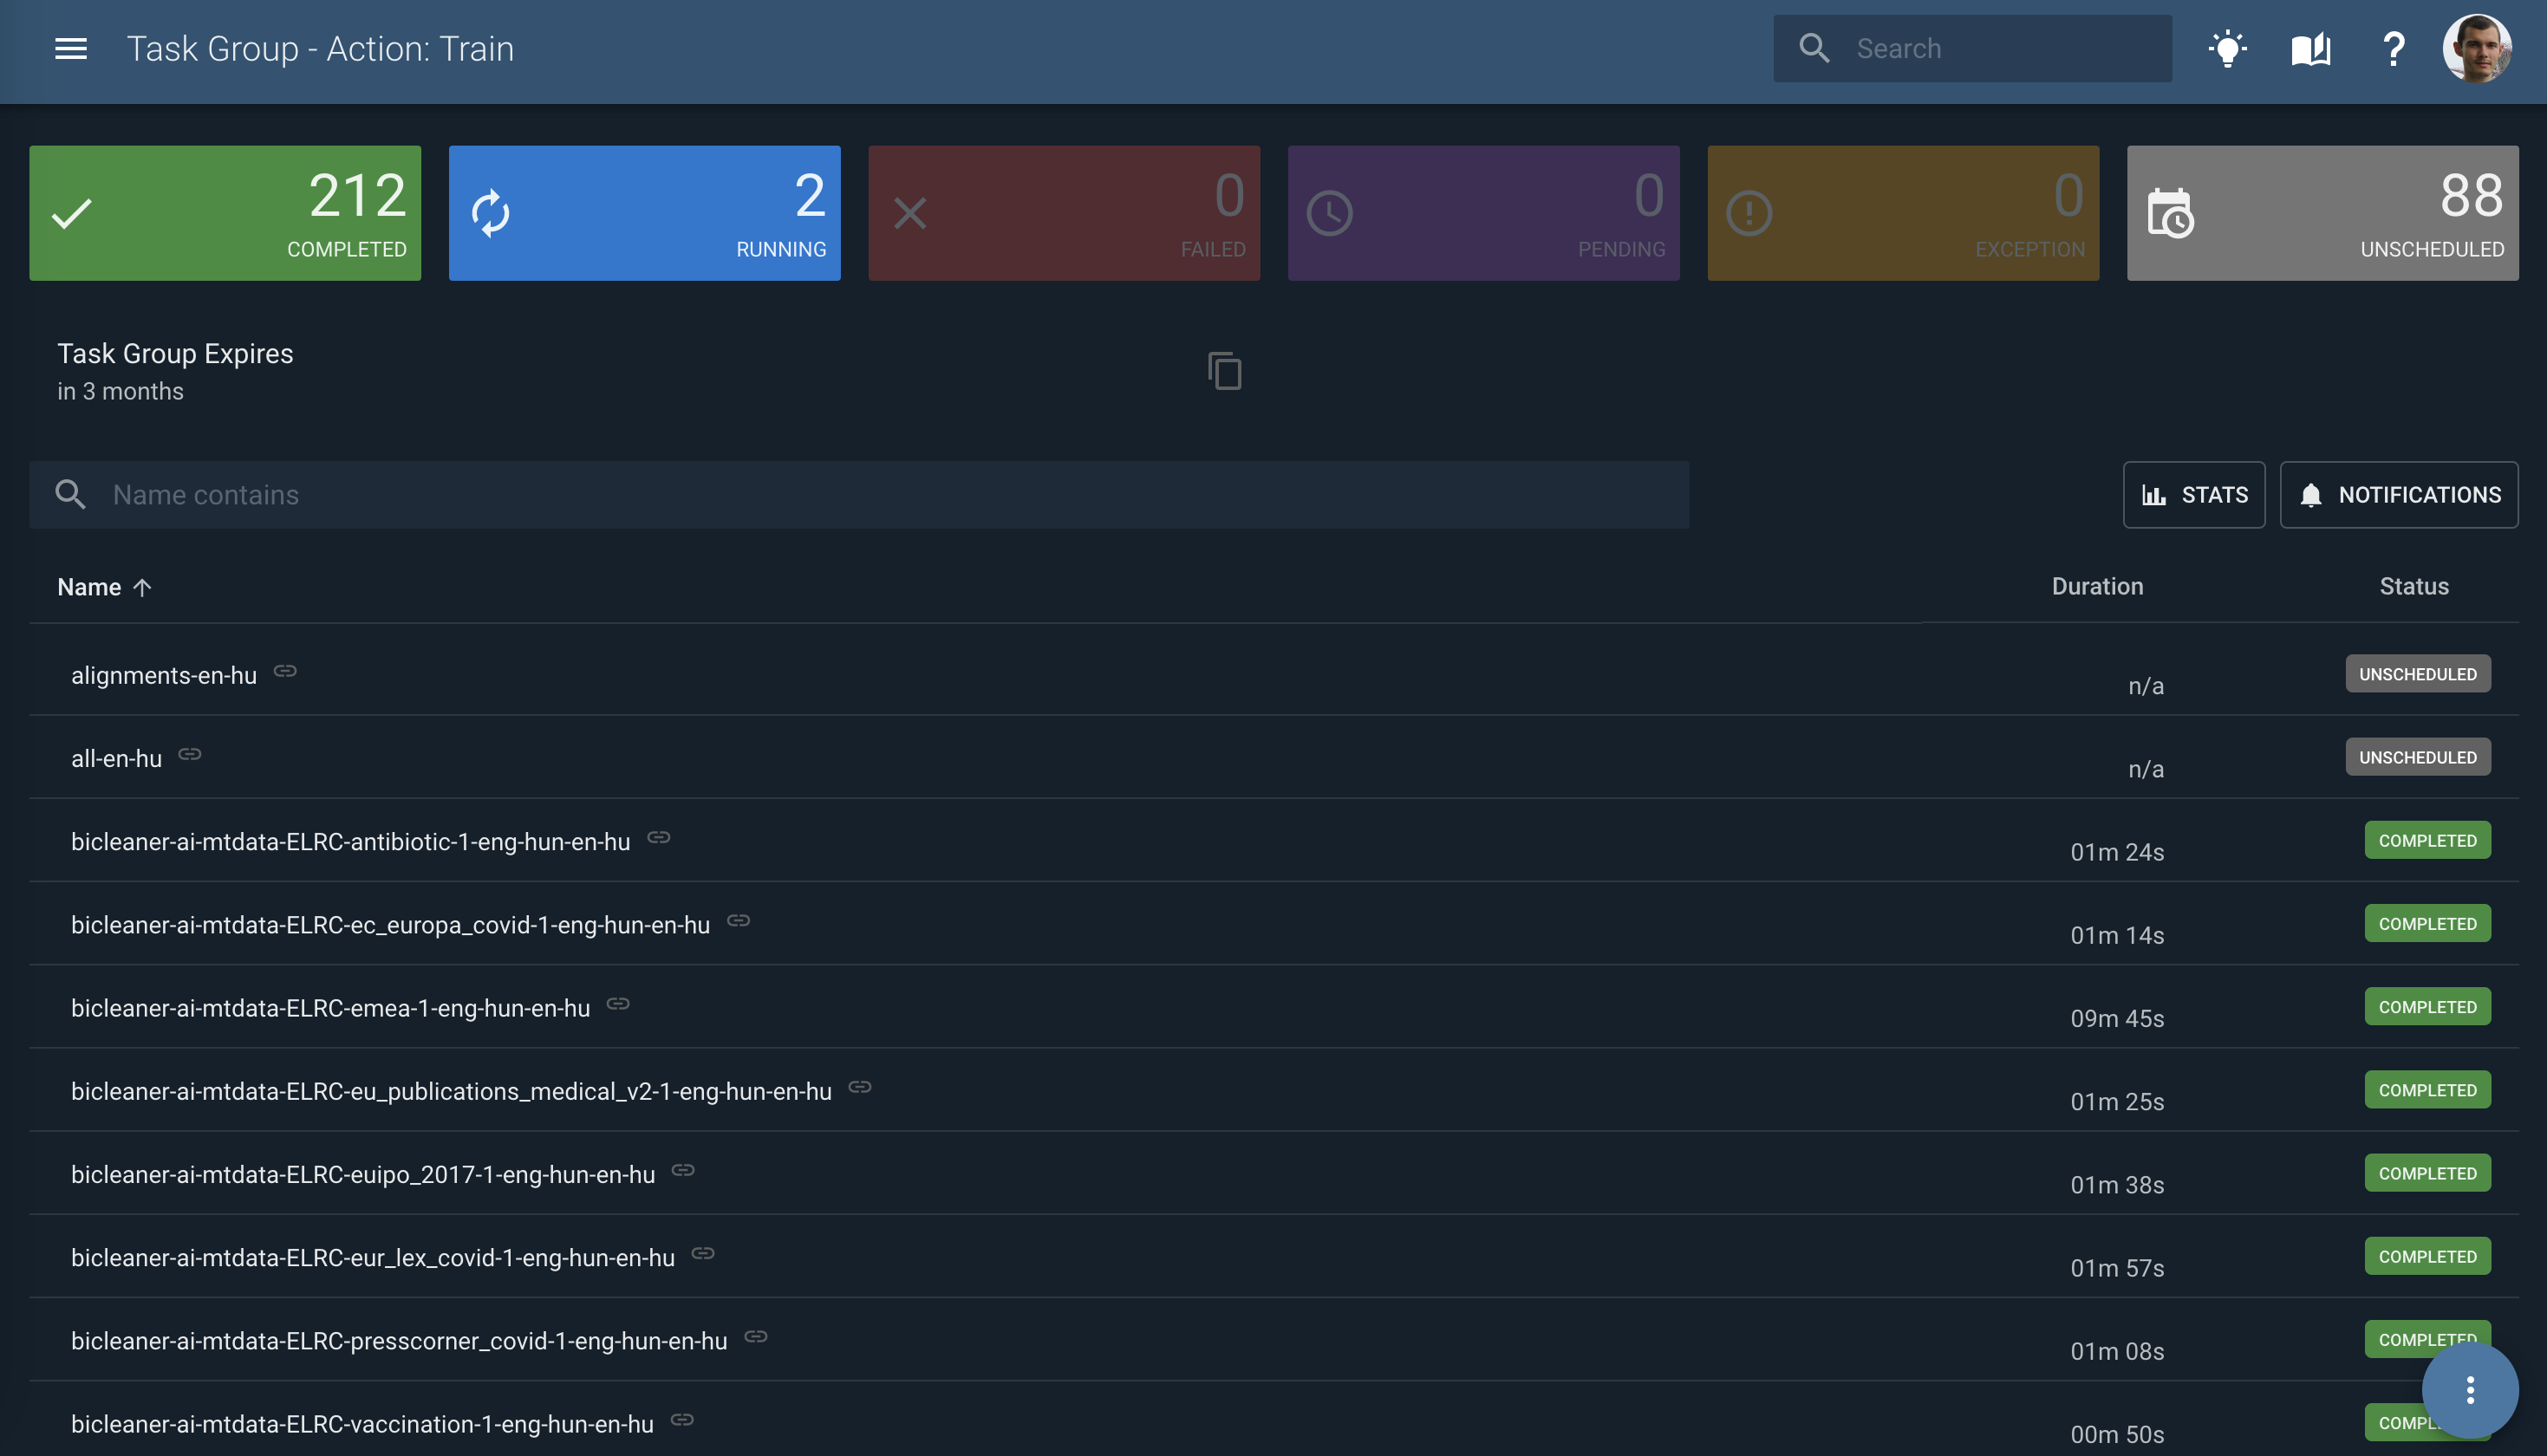 Task Group - Action: Train
Search
212
COMPLETED
2
RUNNING
0
FAILED
0
PENDING
0
EXCEPTION
88
UNSCHEDULED
Task Group Expires
in 3 months
Name contains
STATS
NOTIFICATIONS
Name Duration Status
alignments-en-hu n/a UNSCHEDULED
all-en-hu n/a UNSCHEDULED
bicleaner-ai-mtdata-ELRC-antibiotic-1-eng-hun-en-hu 01m 24s COMPLETED
bicleaner-ai-mtdata-ELRC-ec_europa_covid-1-eng-hun-en-hu 01m 14s COMPLETED
bicleaner-ai-mtdata-ELRC-emea-1-eng-hun-en-hu 09m 45s COMPLETED
bicleaner-ai-mtdata-ELRC-eu_publications_medical_v2-1-eng-hun-en-hu 01m 25s COMPLETED
bicleaner-ai-mtdata-ELRC-euipo_2017-1-eng-hun-en-hu 01m 38s COMPLETED
bicleaner-ai-mtdata-ELRC-eur_lex_covid-1-eng-hun-en-hu 01m 57s COMPLETED
bicleaner-ai-mtdata-ELRC-presscorner_covid-1-eng-hun-en-hu 01m 08s COMPLETED
bicleaner-ai-mtdata-ELRC-vaccination-1-eng-hun-en-hu 00m 50s COMPL